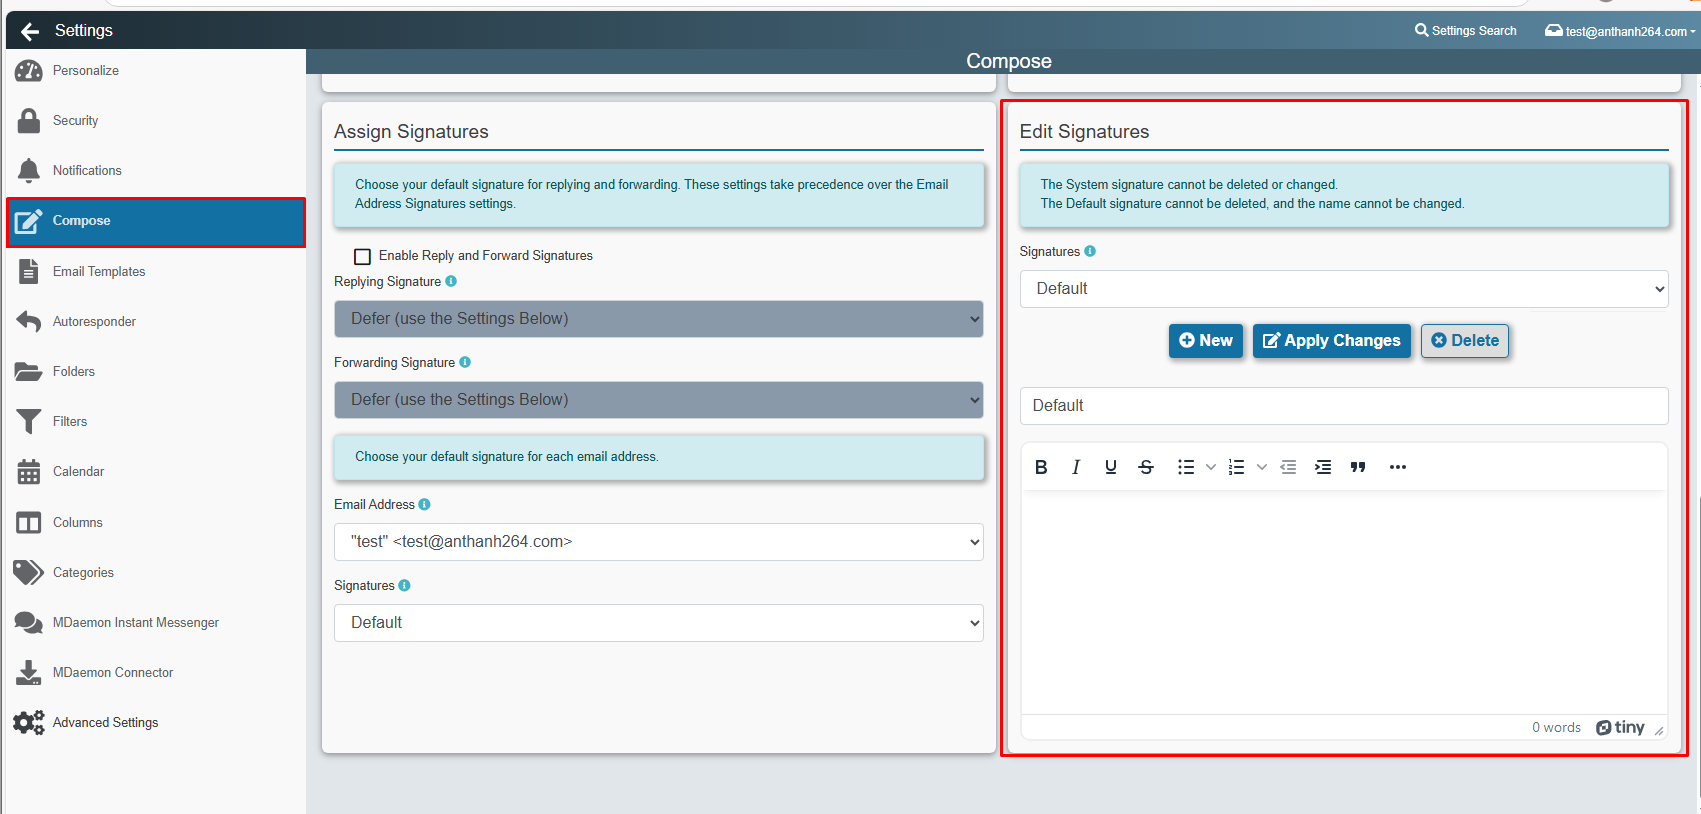 Settings
Settings Search
test@anthanh264.com
Compose
Personalize
Security
Notifications
Compose
Email Templates
Autoresponder
Folders
Filters
Calendar
Columns
Categories
MDaemon Instant Messenger
MDaemon Connector
Advanced Settings
Assign Signatures
Choose your default signature for replying and forwarding. These settings take precedence over the Email
Address Signatures settings.
Enable Reply and Forward Signatures
Replying Signature
Defer (use the Settings Below)
Forwarding Signature
Defer (use the Settings Below)
Choose your default signature for each email address.
Email Address
"test" <test@anthanh264.com>
Signatures
Default
Edit Signatures
The System signature cannot be deleted or changed.
The Default signature cannot be deleted, and the name cannot be changed.
Signatures
Default
New
Apply Changes
Delete
Default
0 words
tiny